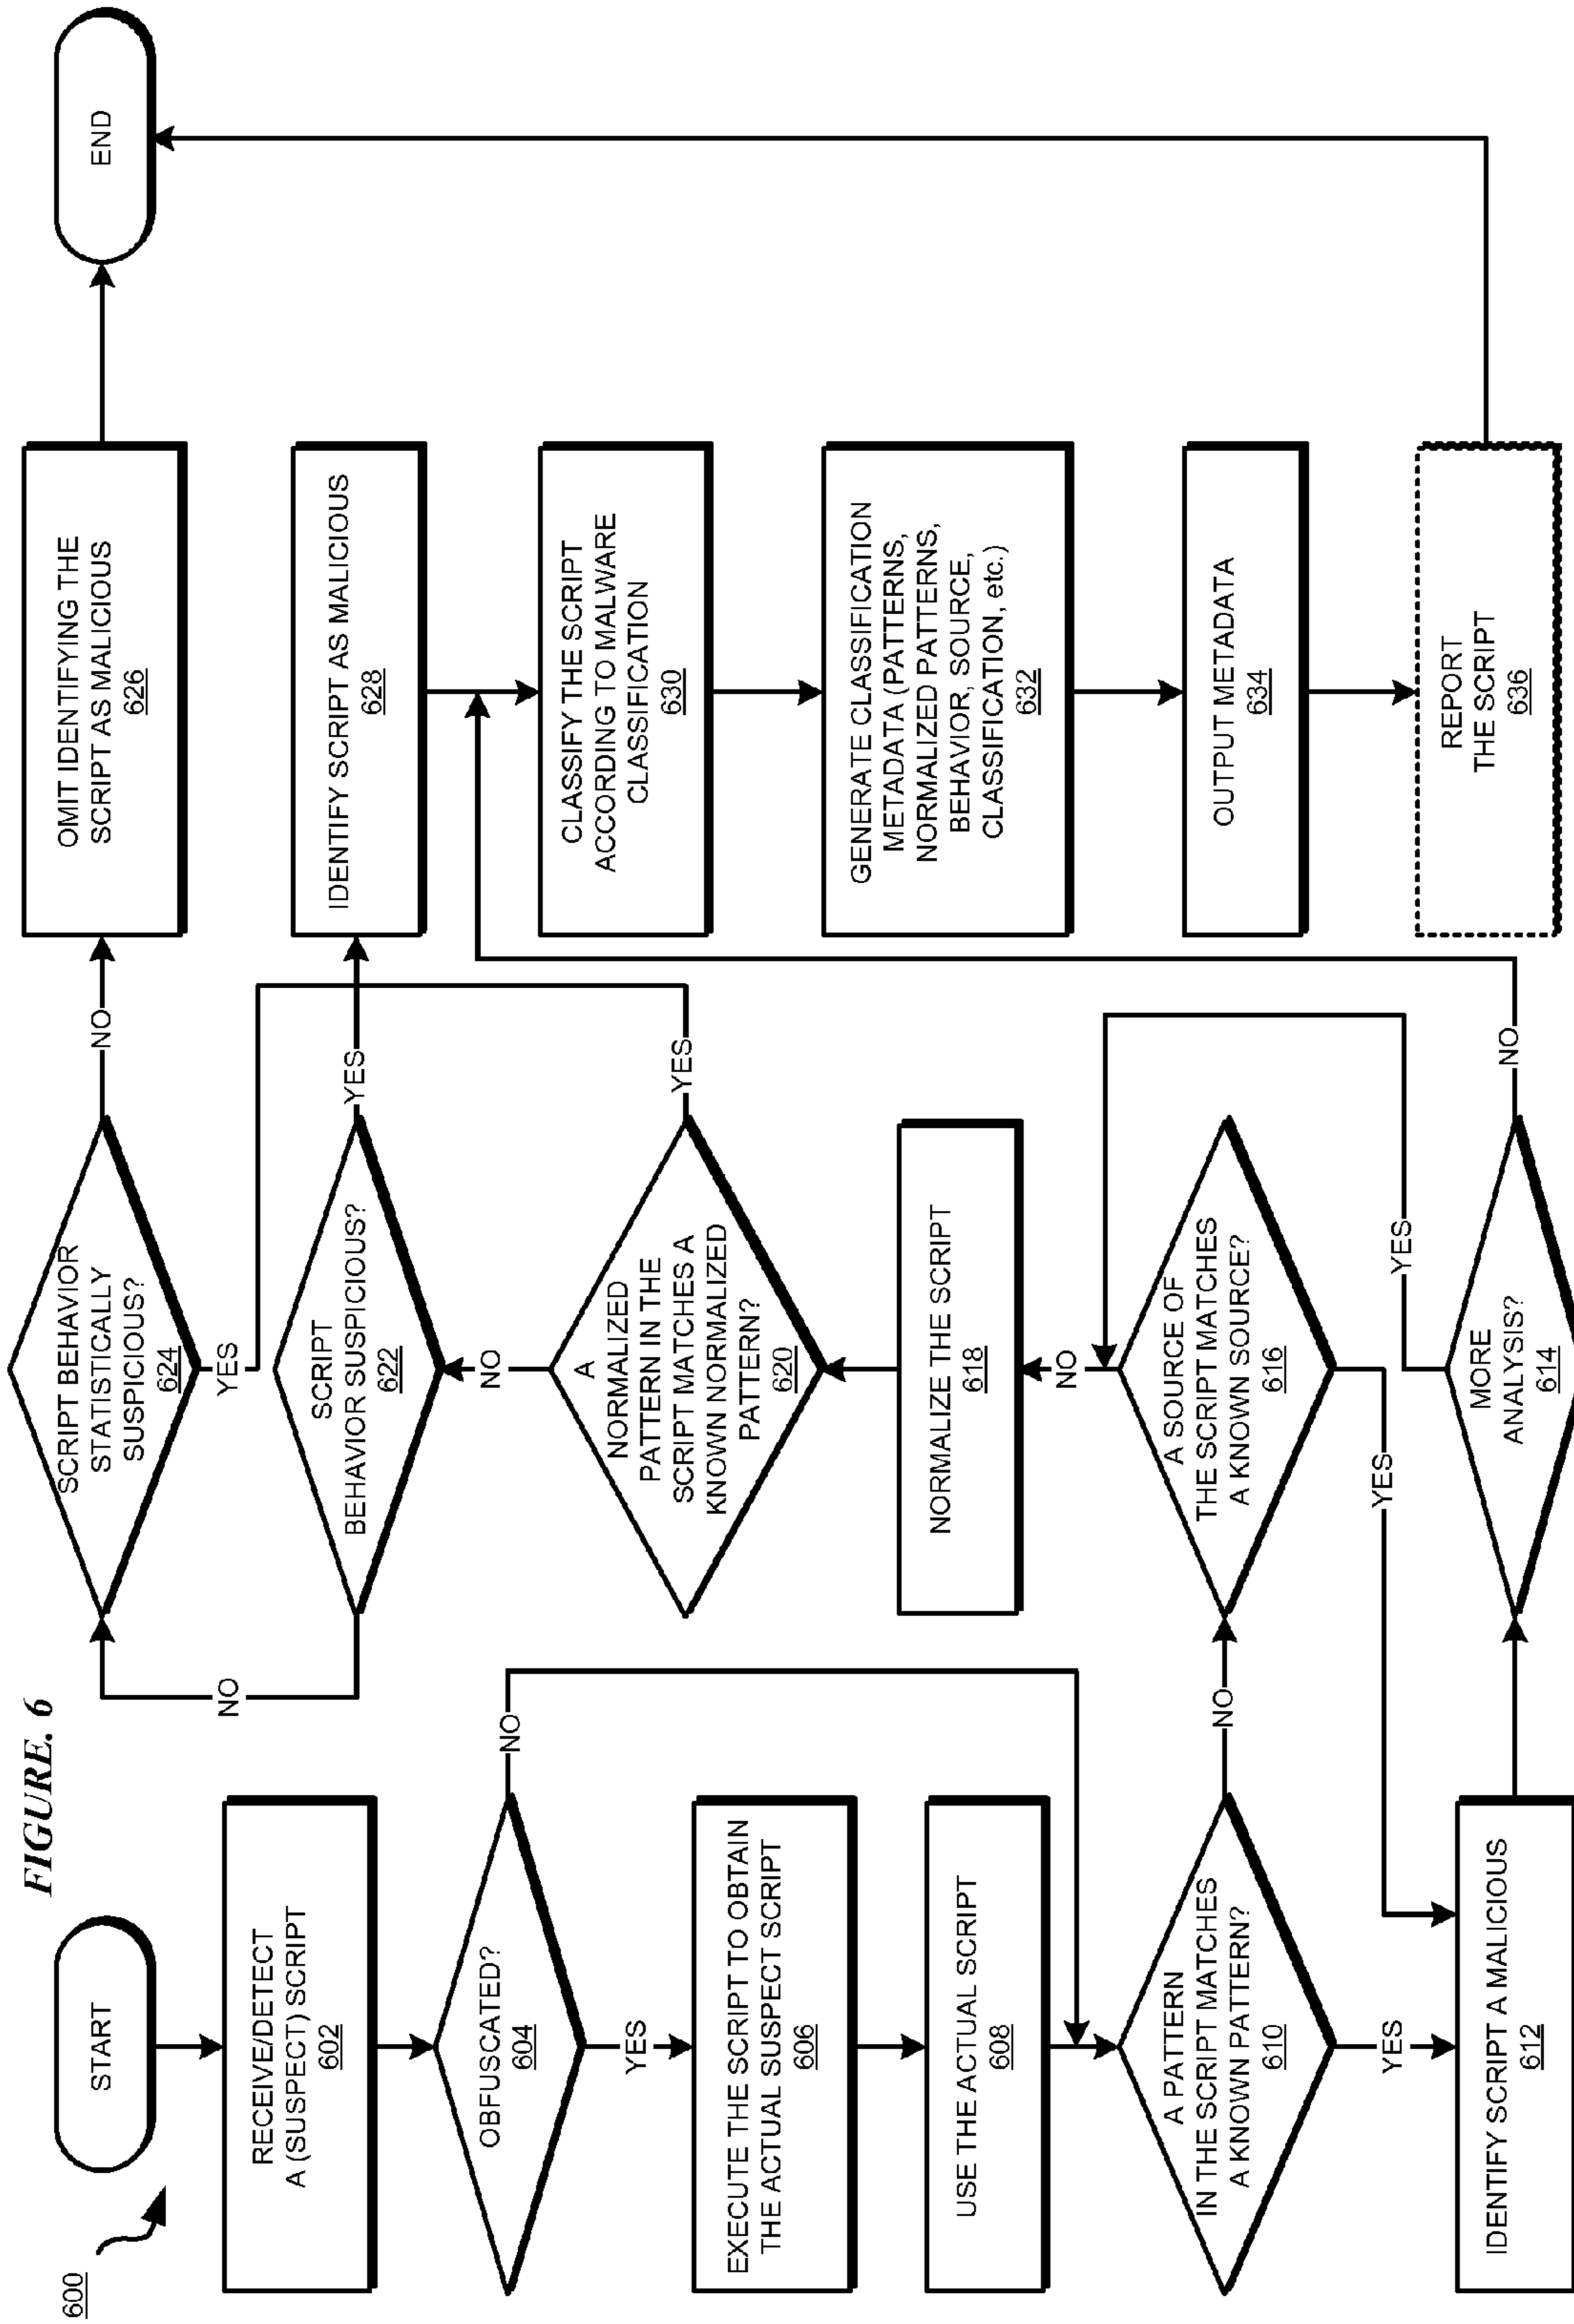 FIGURE. 6
600
START
RECEIVE/DETECT
A (SUSPECT) SCRIPT
602
OBFUSCATED?
604
NO
YES
EXECUTE THE SCRIPT TO OBTAIN
THE ACTUAL SUSPECT SCRIPT
606
USE THE ACTUAL SCRIPT
608
A PATTERN
IN THE SCRIPT MATCHES
A KNOWN PATTERN?
610
NO
YES
IDENTIFY SCRIPT A MALICIOUS
612
SCRIPT BEHAVIOR
STATISTICALLY
SUSPICIOUS?
624
NO
YES
NO
SCRIPT
BEHAVIOR SUSPICIOUS?
622
YES
NO
A
NORMALIZED
PATTERN IN THE
SCRIPT MATCHES A
KNOWN NORMALIZED
PATTERN?
620
YES
NORMALIZE THE SCRIPT
618
NO
A SOURCE OF
THE SCRIPT MATCHES
A KNOWN SOURCE?
616
YES
YES
MORE
ANALYSIS?
614
NO
OMIT IDENTIFYING THE
SCRIPT AS MALICIOUS
626
IDENTIFY SCRIPT AS MALICIOUS
628
CLASSIFY THE SCRIPT
ACCORDING TO MALWARE
CLASSIFICATION
630
GENERATE CLASSIFICATION
METADATA (PATTERNS,
NORMALIZED PATTERNS,
BEHAVIOR, SOURCE,
CLASSIFICATION, etc.)
632
OUTPUT METADATA
634
REPORT
THE SCRIPT
636
END